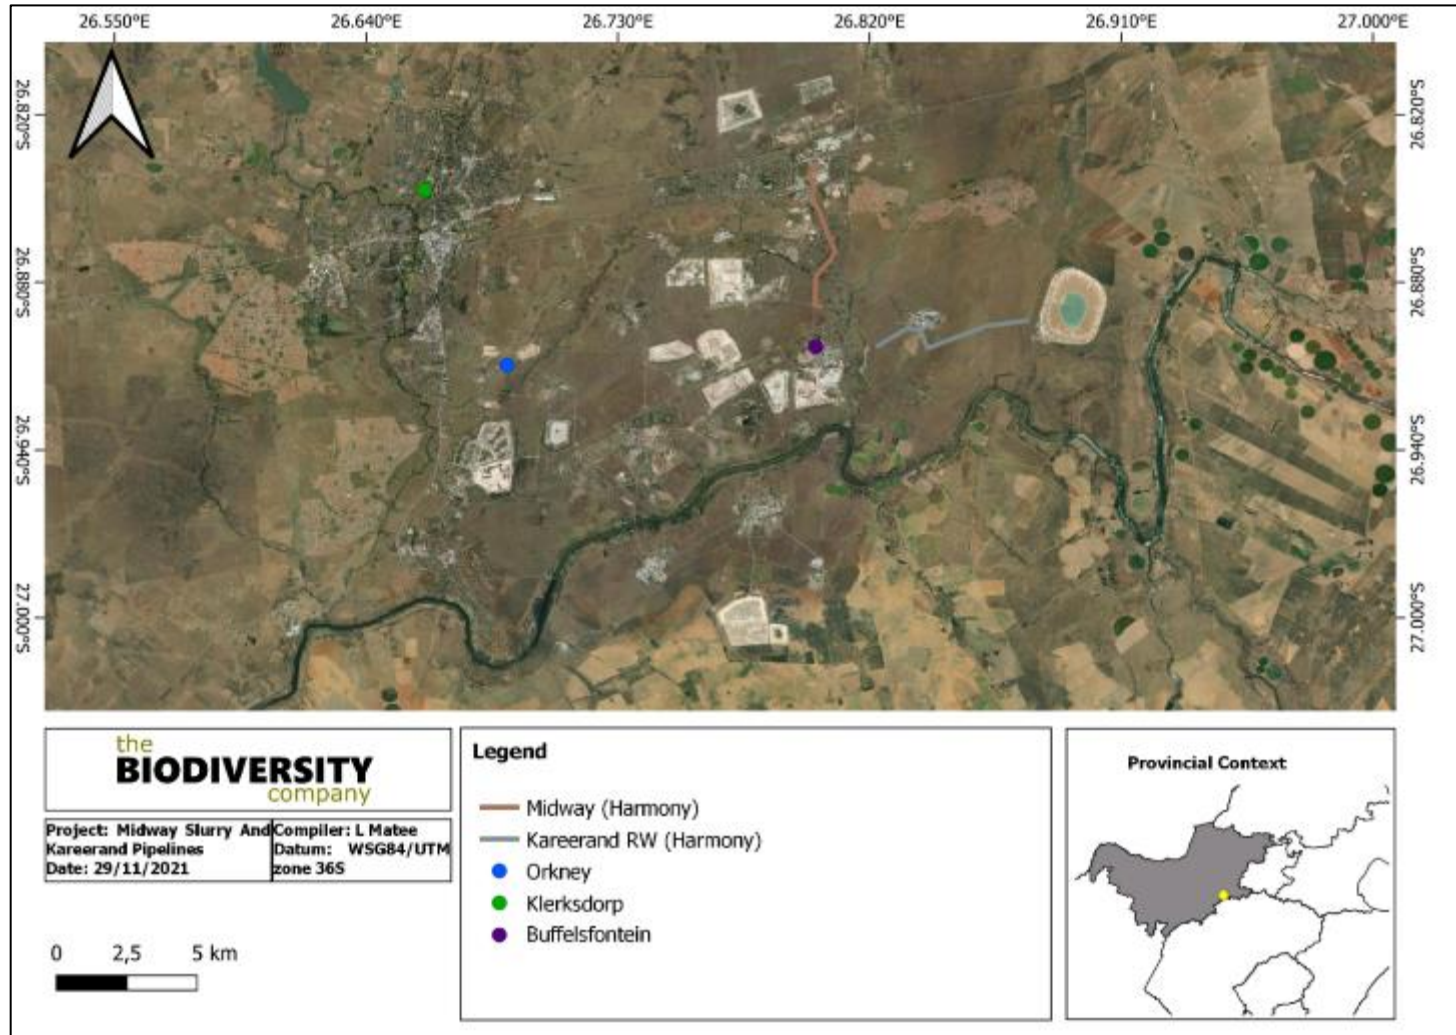 26.550°E 26.640°E 26.730°E 26.820°E 26.910°E 27.000°E
26.820°S 26.820°S
26.880°S 26.880°S
26.940°S 26.940°S
27.000°S 27.000°S
the
BIODIVERSITY
company
Project: Midway Slurry And
Kareerand Pipelines
Date: 29/11/2021
Compiler: L Matee
Datum: WSG84/UTM
zone 36S
0 2,5 5 km
Legend
Midway (Harmony)
Kareerand RW (Harmony)
Orkney
Klerksdorp
Buffelsfontein
Provincial Context